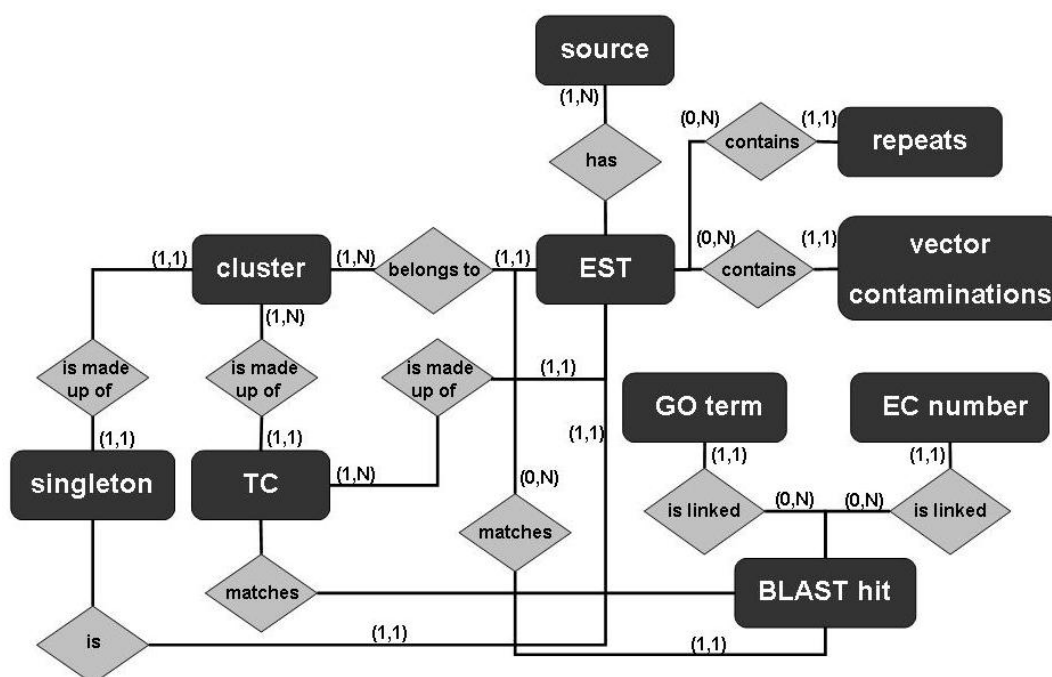 source
(1,N)
has
(0,N)
contains
(1,1)
repeats
(1,1)
cluster
(1,N)
belongs to
(1,1)
EST
(0,N)
contains
(1,1)
vector
contaminations
(1,N)
is made
up of
is made
up of
is made
up of
(1,1)
(1,1)
GO term
EC number
(1,1)
(1,1)
(1,1)
(1,1)
singleton
TC
(1,N)
(0,N)
is linked
(0,N)
(0,N)
is linked
matches
matches
BLAST hit
is
(1,1)
(1,1)